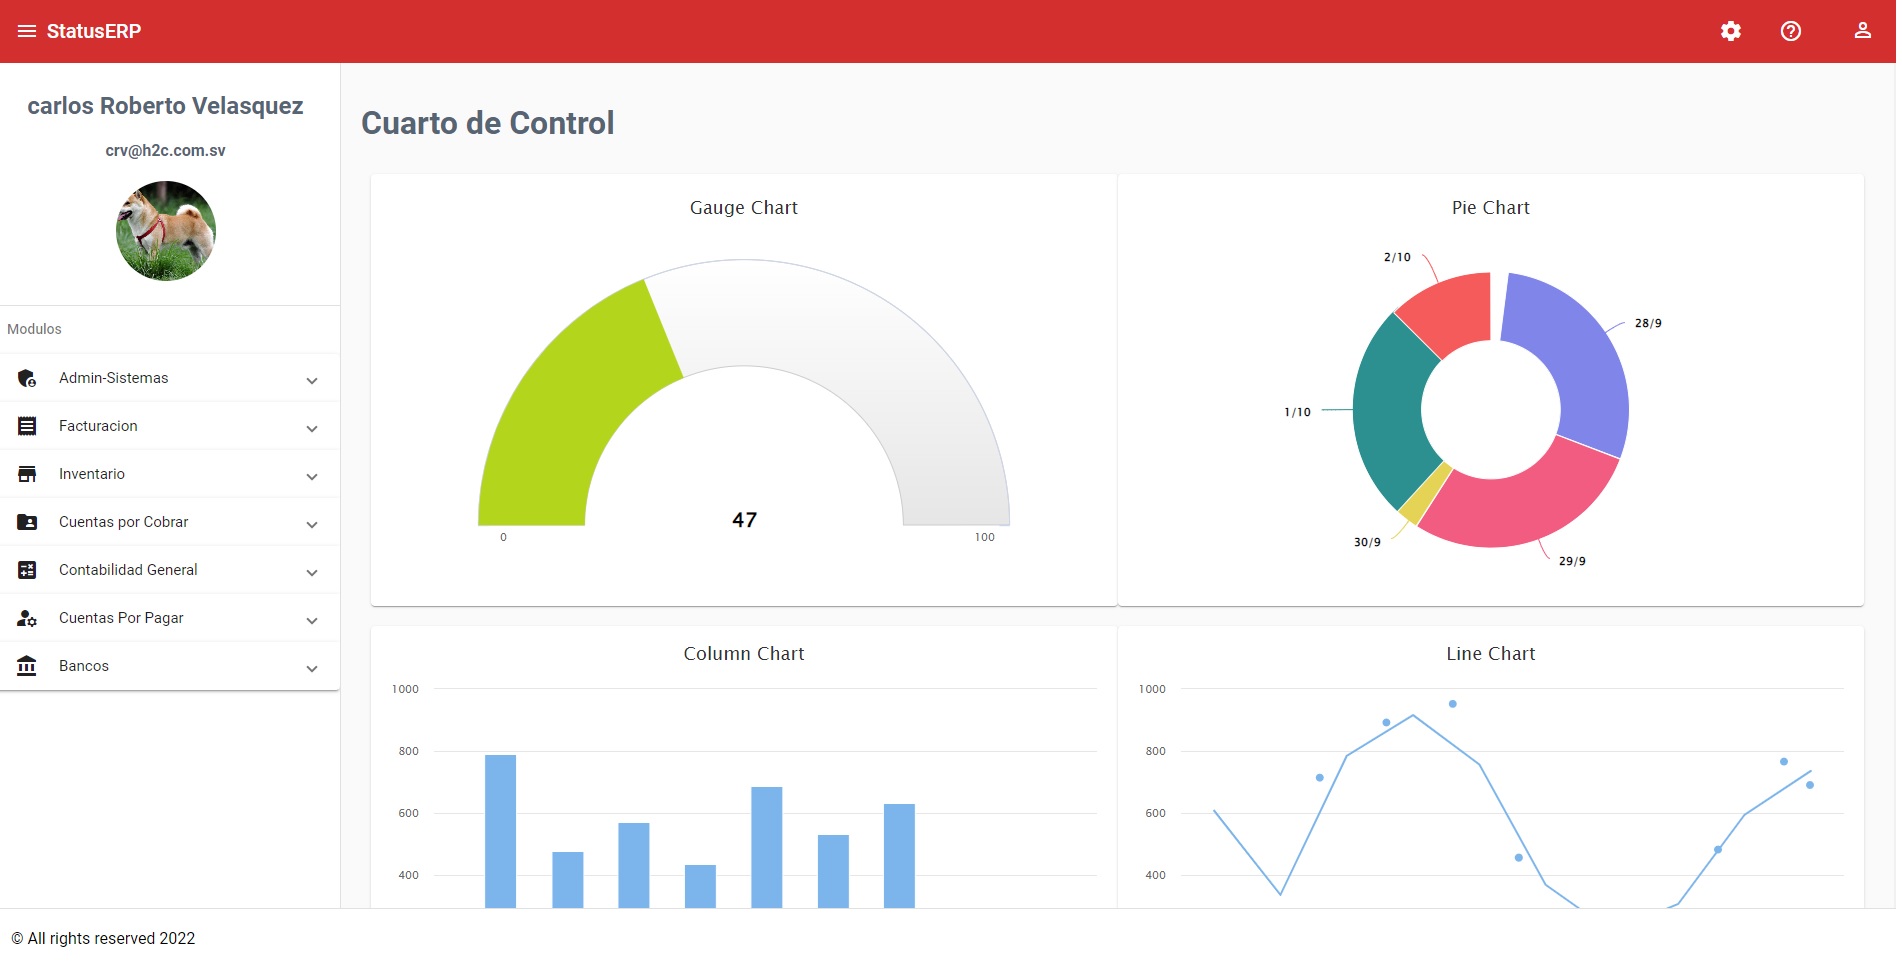 StatusERP
carlos Roberto Velasquez
crv@h2c.com.sv
Modulos
Admin-Sistemas
Facturacion
Inventario
Cuentas por Cobrar
Contabilidad General
Cuentas Por Pagar
Bancos
Cuarto de Control
Gauge Chart
47
0
100
Pie Chart
2/10
28/9
1/10
30/9
29/9
Column Chart
1000
800
600
400
Line Chart
1000
800
600
400
© All rights reserved 2022